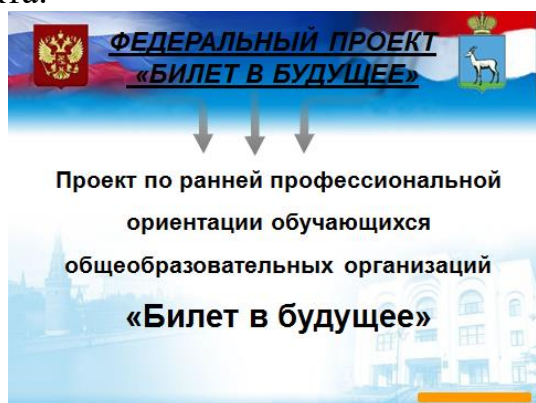 ФЕДЕРАЛЬНЫЙ ПРОЕКТ
«БИЛЕТ В БУДУЩЕЕ»
Проект по ранней профессиональной
ориентации обучающихся
общеобразовательных организаций
«Билет в будущее»